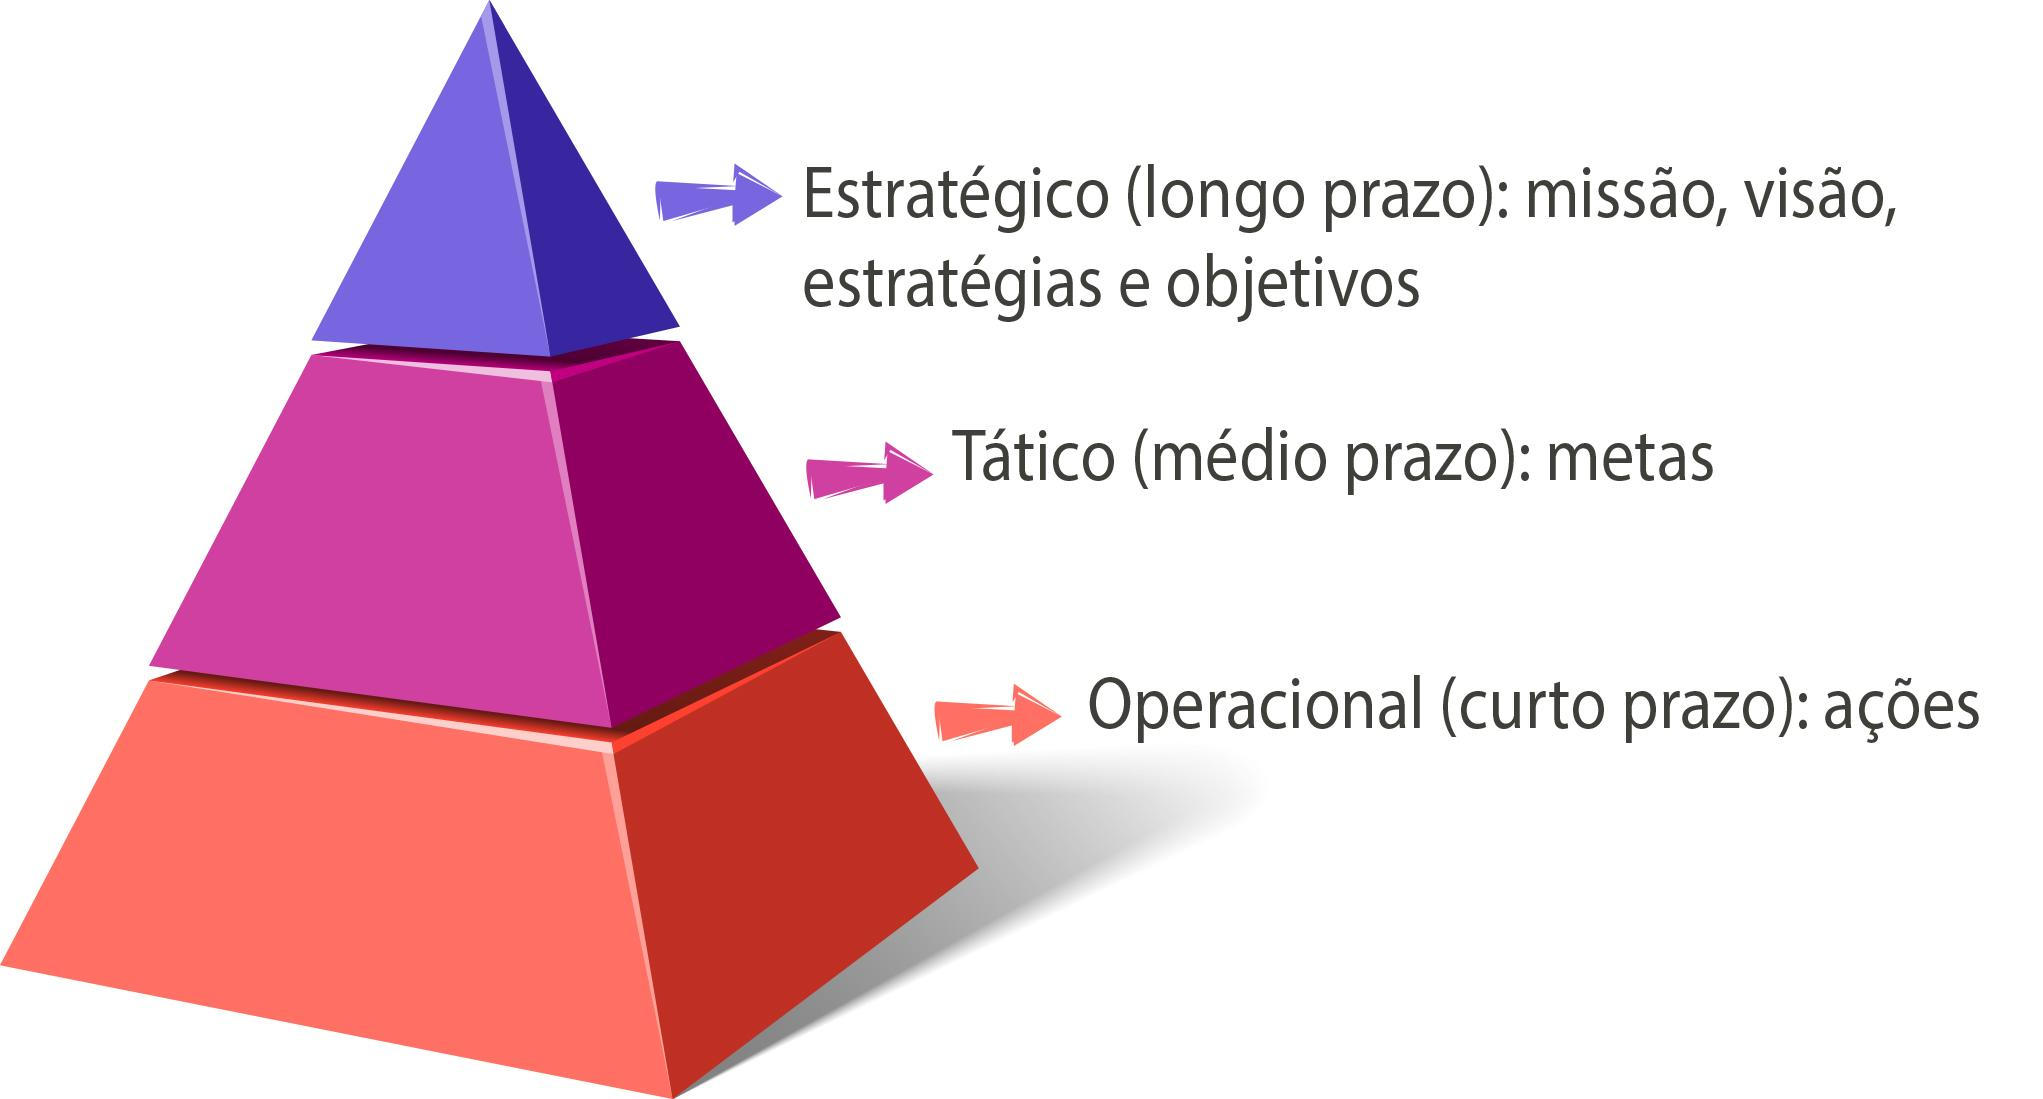 Estratégico (longo prazo): missão, visão,
estratégias e objetivos
Tático (médio prazo): metas
Operacional (curto prazo): ações